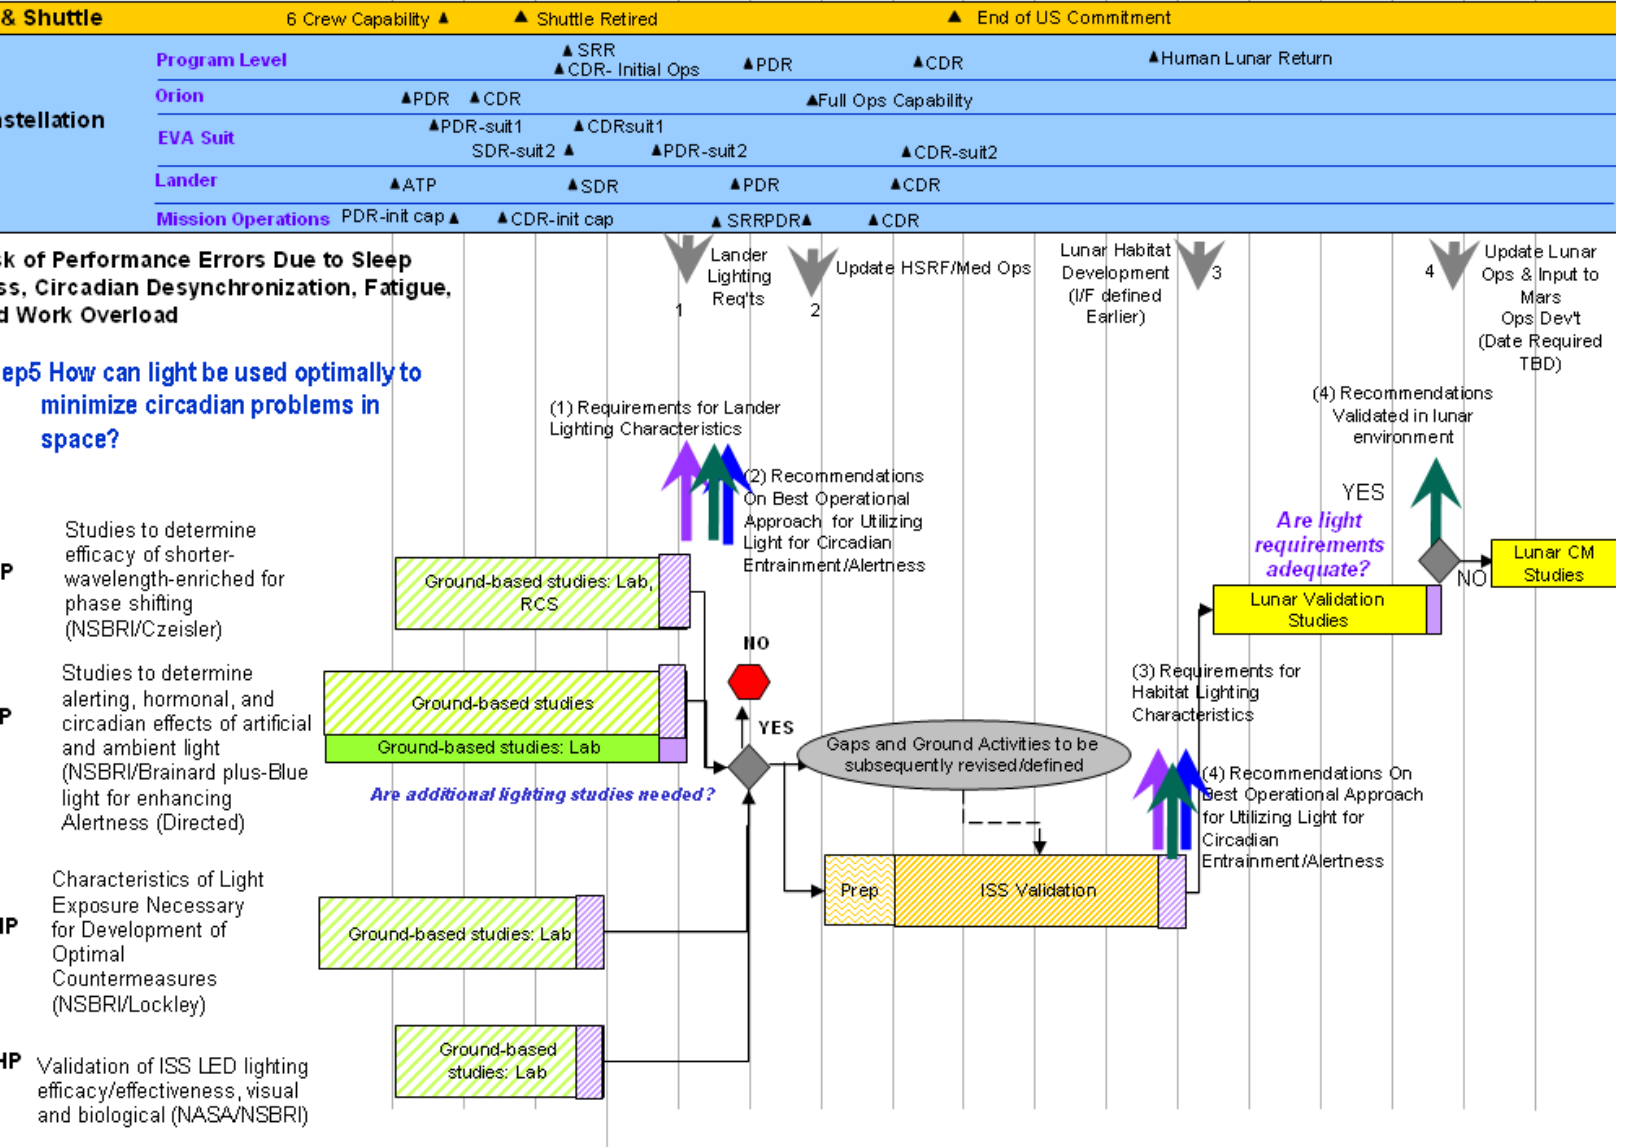 & Shuttle
6 Crew Capability
Shuttle Retired
End of US Commitment
Program Level
SRR
CDR- Initial Ops
PDR
CDR
Human Lunar Return
Orion
PDR
CDR
Full Ops Capability
nstellation
EVA Suit
PDR-suit1
CDRsuit1
SDR-suit2
PDR-suit2
CDR-suit2
Lander
ATP
SDR
PDR
CDR
Mission Operations
PDR-init cap
CDR-init cap
SRR
PDR
CDR
sk of Performance Errors Due to Sleep
ss, Circadian Desynchronization, Fatigue,
d Work Overload
1
Lander
Lighting
Req'ts
2
Update HSRF/Med Ops
Lunar Habitat
Development
(I/F defined
Earlier)
3
4
Update Lunar
Ops & Input to
Mars
Ops Dev't
(Date Required
TBD)
ep5 How can light be used optimally to
minimize circadian problems in
space?
(1) Requirements for Lander
Lighting Characteristics
(2) Recommendations
On Best Operational
Approach for Utilizing
Light for Circadian
Entrainment/Alertness
(4) Recommendations
Validated in lunar
environment
YES
Are light
requirements
adequate?
NO
Lunar CM
Studies
Lunar Validation
Studies
P
Studies to determine
efficacy of shorter-
wavelength-enriched for
phase shifting
(NSBRI/Czeisler)
Ground-based studies: Lab,
RCS
NO
YES
P
Studies to determine
alerting, hormonal, and
circadian effects of artificial
and ambient light
(NSBRI/Brainard plus-Blue
light for enhancing
Alertness (Directed)
Ground-based studies
Ground-based studies: Lab
Are additional lighting studies needed?
Gaps and Ground Activities to be
subsequently revised/defined
(3) Requirements for
Habitat Lighting
Characteristics
(4) Recommendations On
Best Operational Approach
for Utilizing Light for
Circadian
Entrainment/Alertness
Prep
ISS Validation
HP
Characteristics of Light
Exposure Necessary
for Development of
Optimal
Countermeasures
(NSBRI/Lockley)
Ground-based studies: Lab
HP
Validation of ISS LED lighting
efficacy/effectiveness, visual
and biological (NASA/NSBRI)
Ground-based
studies: Lab